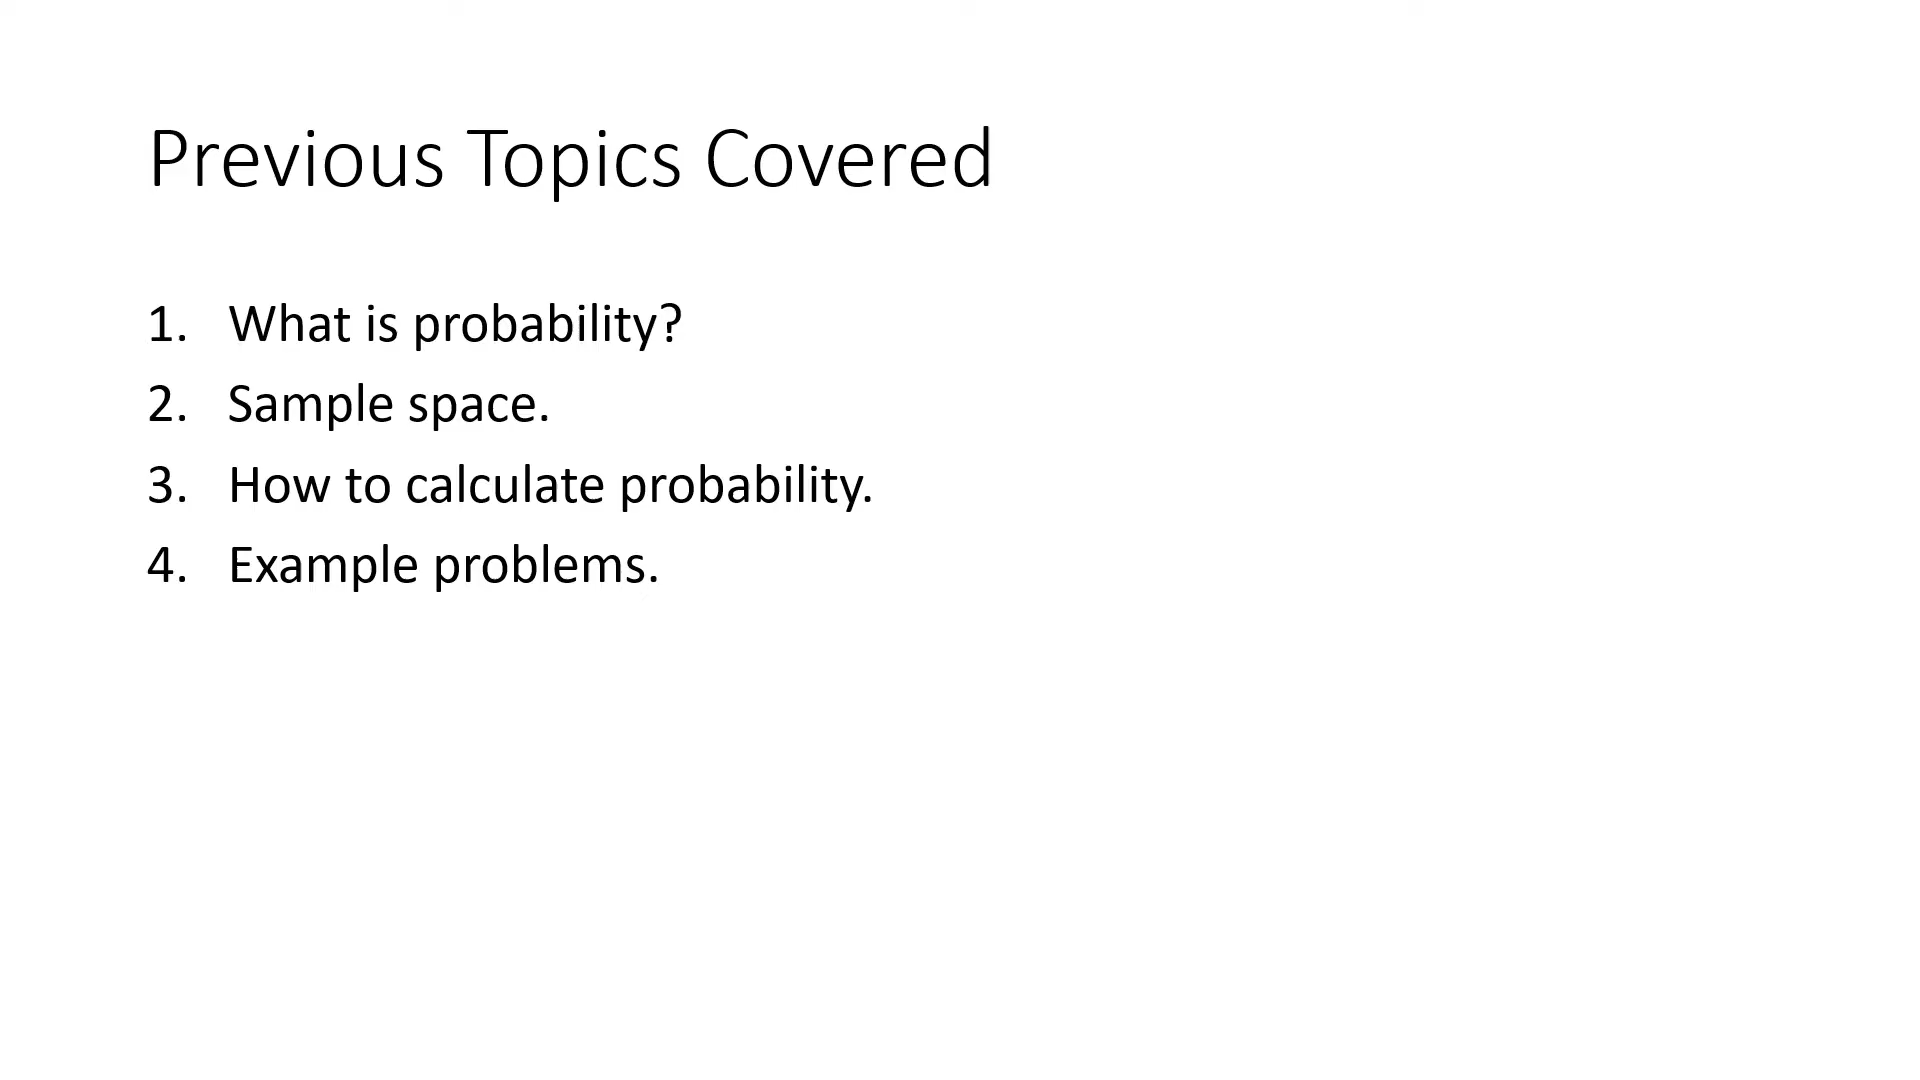 Previous Topics Covered
1. What is probability?
2. Sample space.
3. How to calculate probability.
4. Example problems.